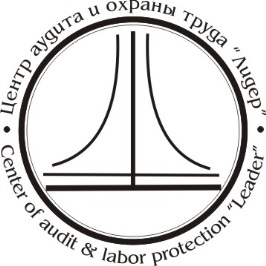 Центр аудита и охраны труда "Лидер"
Center of audit & labor protection "Leader"